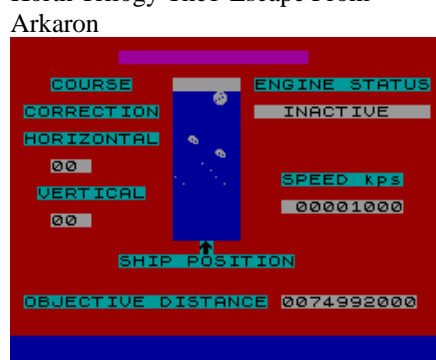 Arkaron
COURSE
CORRECTION
HORIZONTAL
00
VERTICAL
00
ENGINE STATUS
INACTIVE
SPEED kps
00001000
SHIP POSITION
OBJECTIVE DISTANCE 0074992000